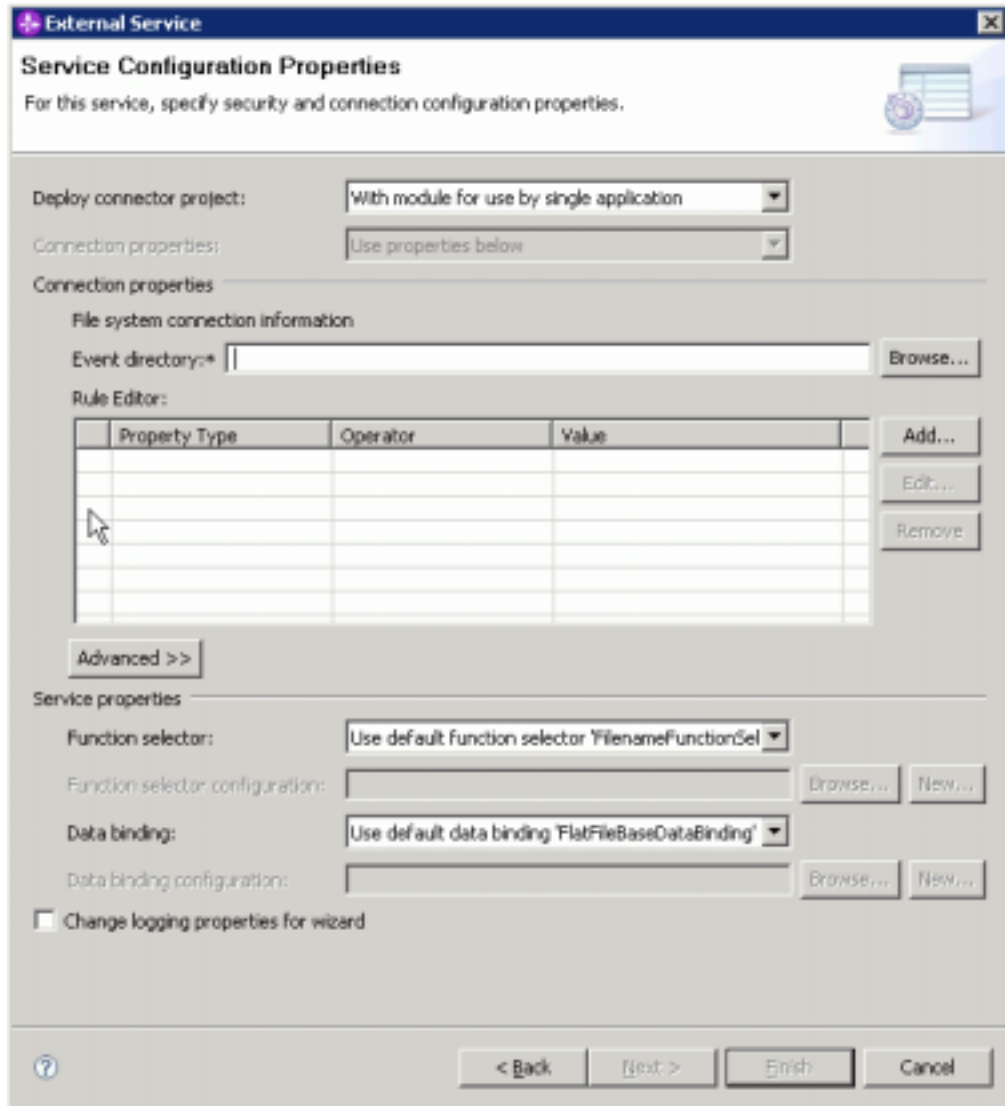 External Service
Service Configuration Properties
For this service, specify security and connection configuration properties.
Deploy connector project: With module for use by single application
Connection properties: Use properties below
Connection properties
File system connection information
Event directory:* Browse...
Rule Editor:
Property Type Operator Value Add...
Edit...
Remove
Advanced >>
Service properties
Function selector: Use default function selector 'FilenameFunctionSel
Function selector configuration: Browse... New...
Data binding: Use default data binding 'FlatFileBaseDataBinding'
Data binding configuration: Browse... New...
Change logging properties for wizard
? < Back Next > Finish Cancel